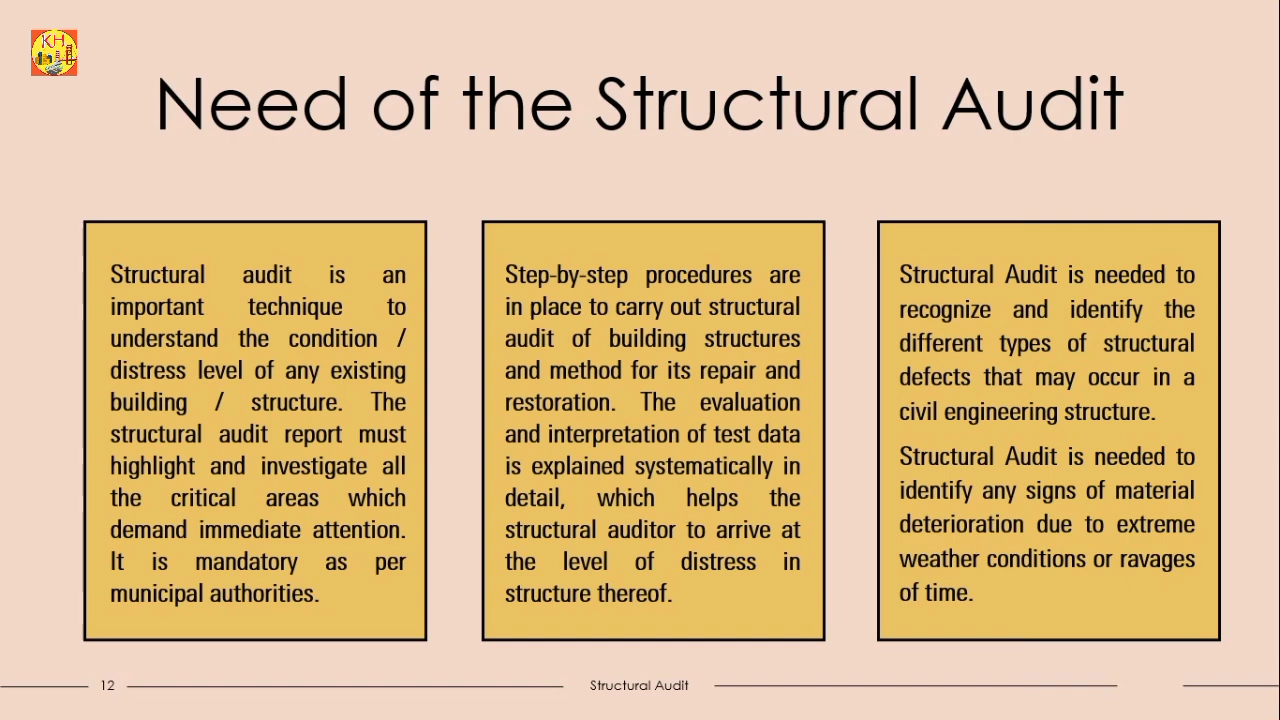 KH
Need of the Structural Audit
Structural audit is an
important technique to
understand the condition /
distress level of any existing
building / structure. The
structural audit report must
highlight and investigate all
the critical areas which
demand immediate attention.
It is mandatory as per
municipal authorities.
Step-by-step procedures are
in place to carry out structural
audit of building structures
and method for its repair and
restoration. The evaluation
and interpretation of test data
is explained systematically in
detail, which helps the
structural auditor to arrive at
the level of distress in
structure thereof.
Structural Audit is needed to
recognize and identify the
different types of structural
defects that may occur in a
civil engineering structure.
Structural Audit is needed to
identify any signs of material
deterioration due to extreme
weather conditions or ravages
of time.
12
Structural Audit